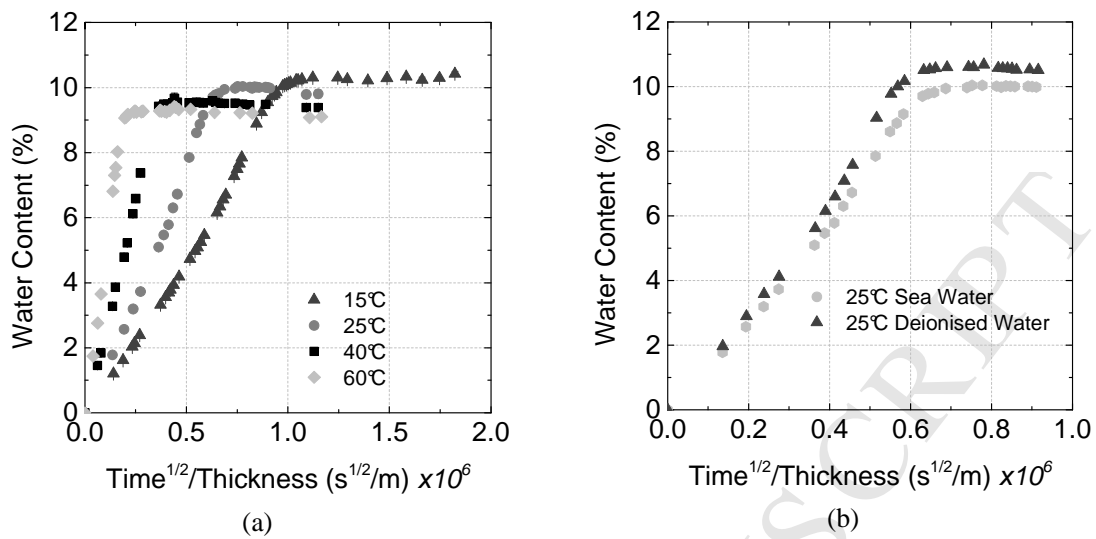 12
10
8
6
4
2
0
Water Content (%)
15°C
25°C
40°C
60°C
0.0 0.5 1.0 1.5 2.0
Time1/2/Thickness (s1/2/m) x10⁶
(a)
12
10
8
6
4
2
0
Water Content (%)
25°C Sea Water
25°C Deionised Water
0.0 0.2 0.4 0.6 0.8 1.0
Time1/2/Thickness (s1/2/m) x10⁶
(b)
SCRIPT